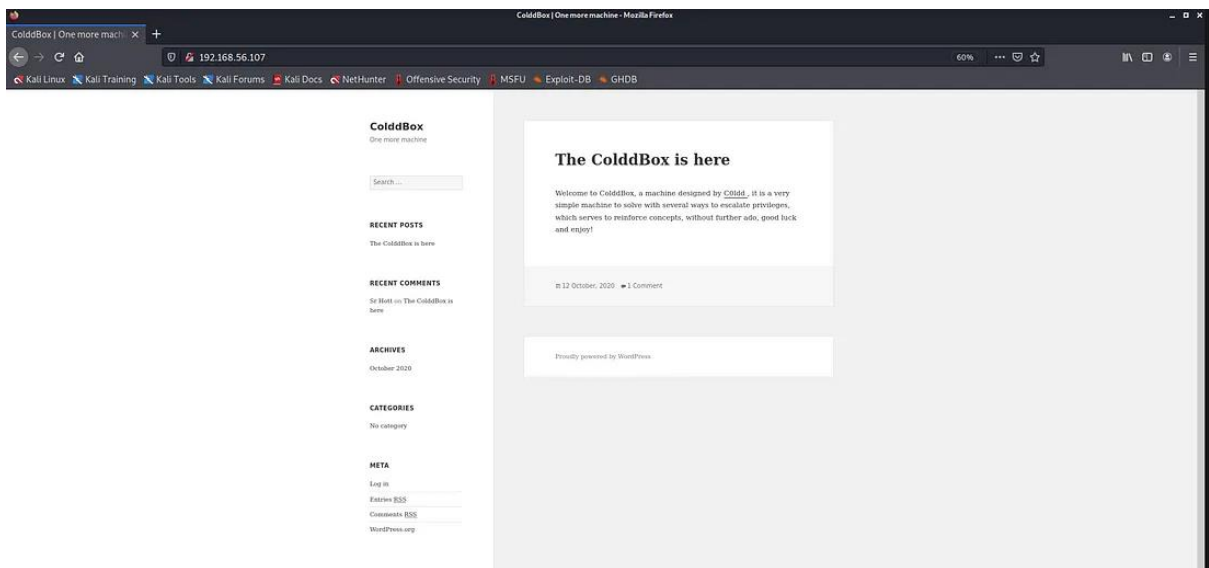 ColddBox | One more machine - Mozilla Firefox
ColddBox | One more machi
192.168.56.107
60%
Kali Linux Kali Training Kali Tools Kali Forums Kali Docs NetHunter Offensive Security MSFU Exploit-DB GHDB
ColddBox
One more machine
Search ...
RECENT POSTS
The ColddBox is here
RECENT COMMENTS
Sr Hott on The ColddBox is
here
ARCHIVES
October 2020
CATEGORIES
No category
META
Log in
Entries RSS
Comments RSS
WordPress.org
The ColddBox is here
Welcome to ColddBox, a machine designed by C0ldd , it is a very
simple machine to solve with several ways to escalate privileges,
which serves to reinforce concepts, without further ado, good luck
and enjoy!
12 October, 2020 1 Comment
Proudly powered by WordPress